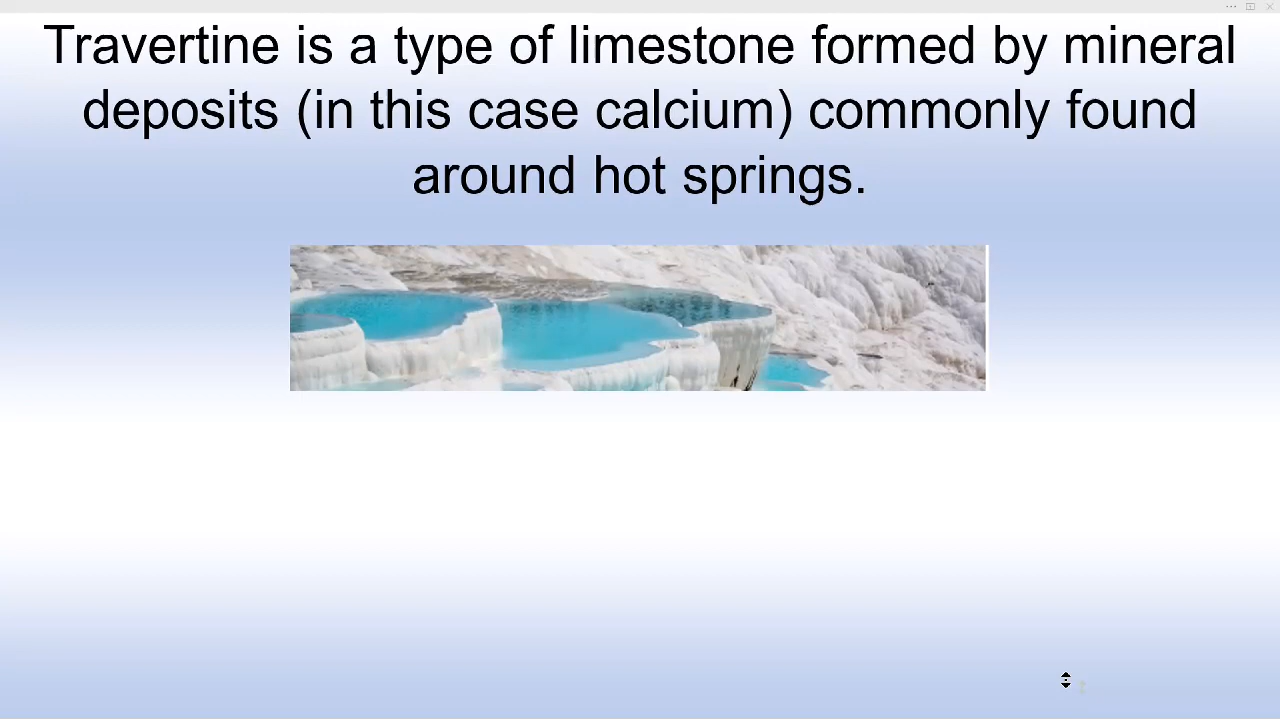 Travertine is a type of limestone formed by mineral
deposits (in this case calcium) commonly found
around hot springs.